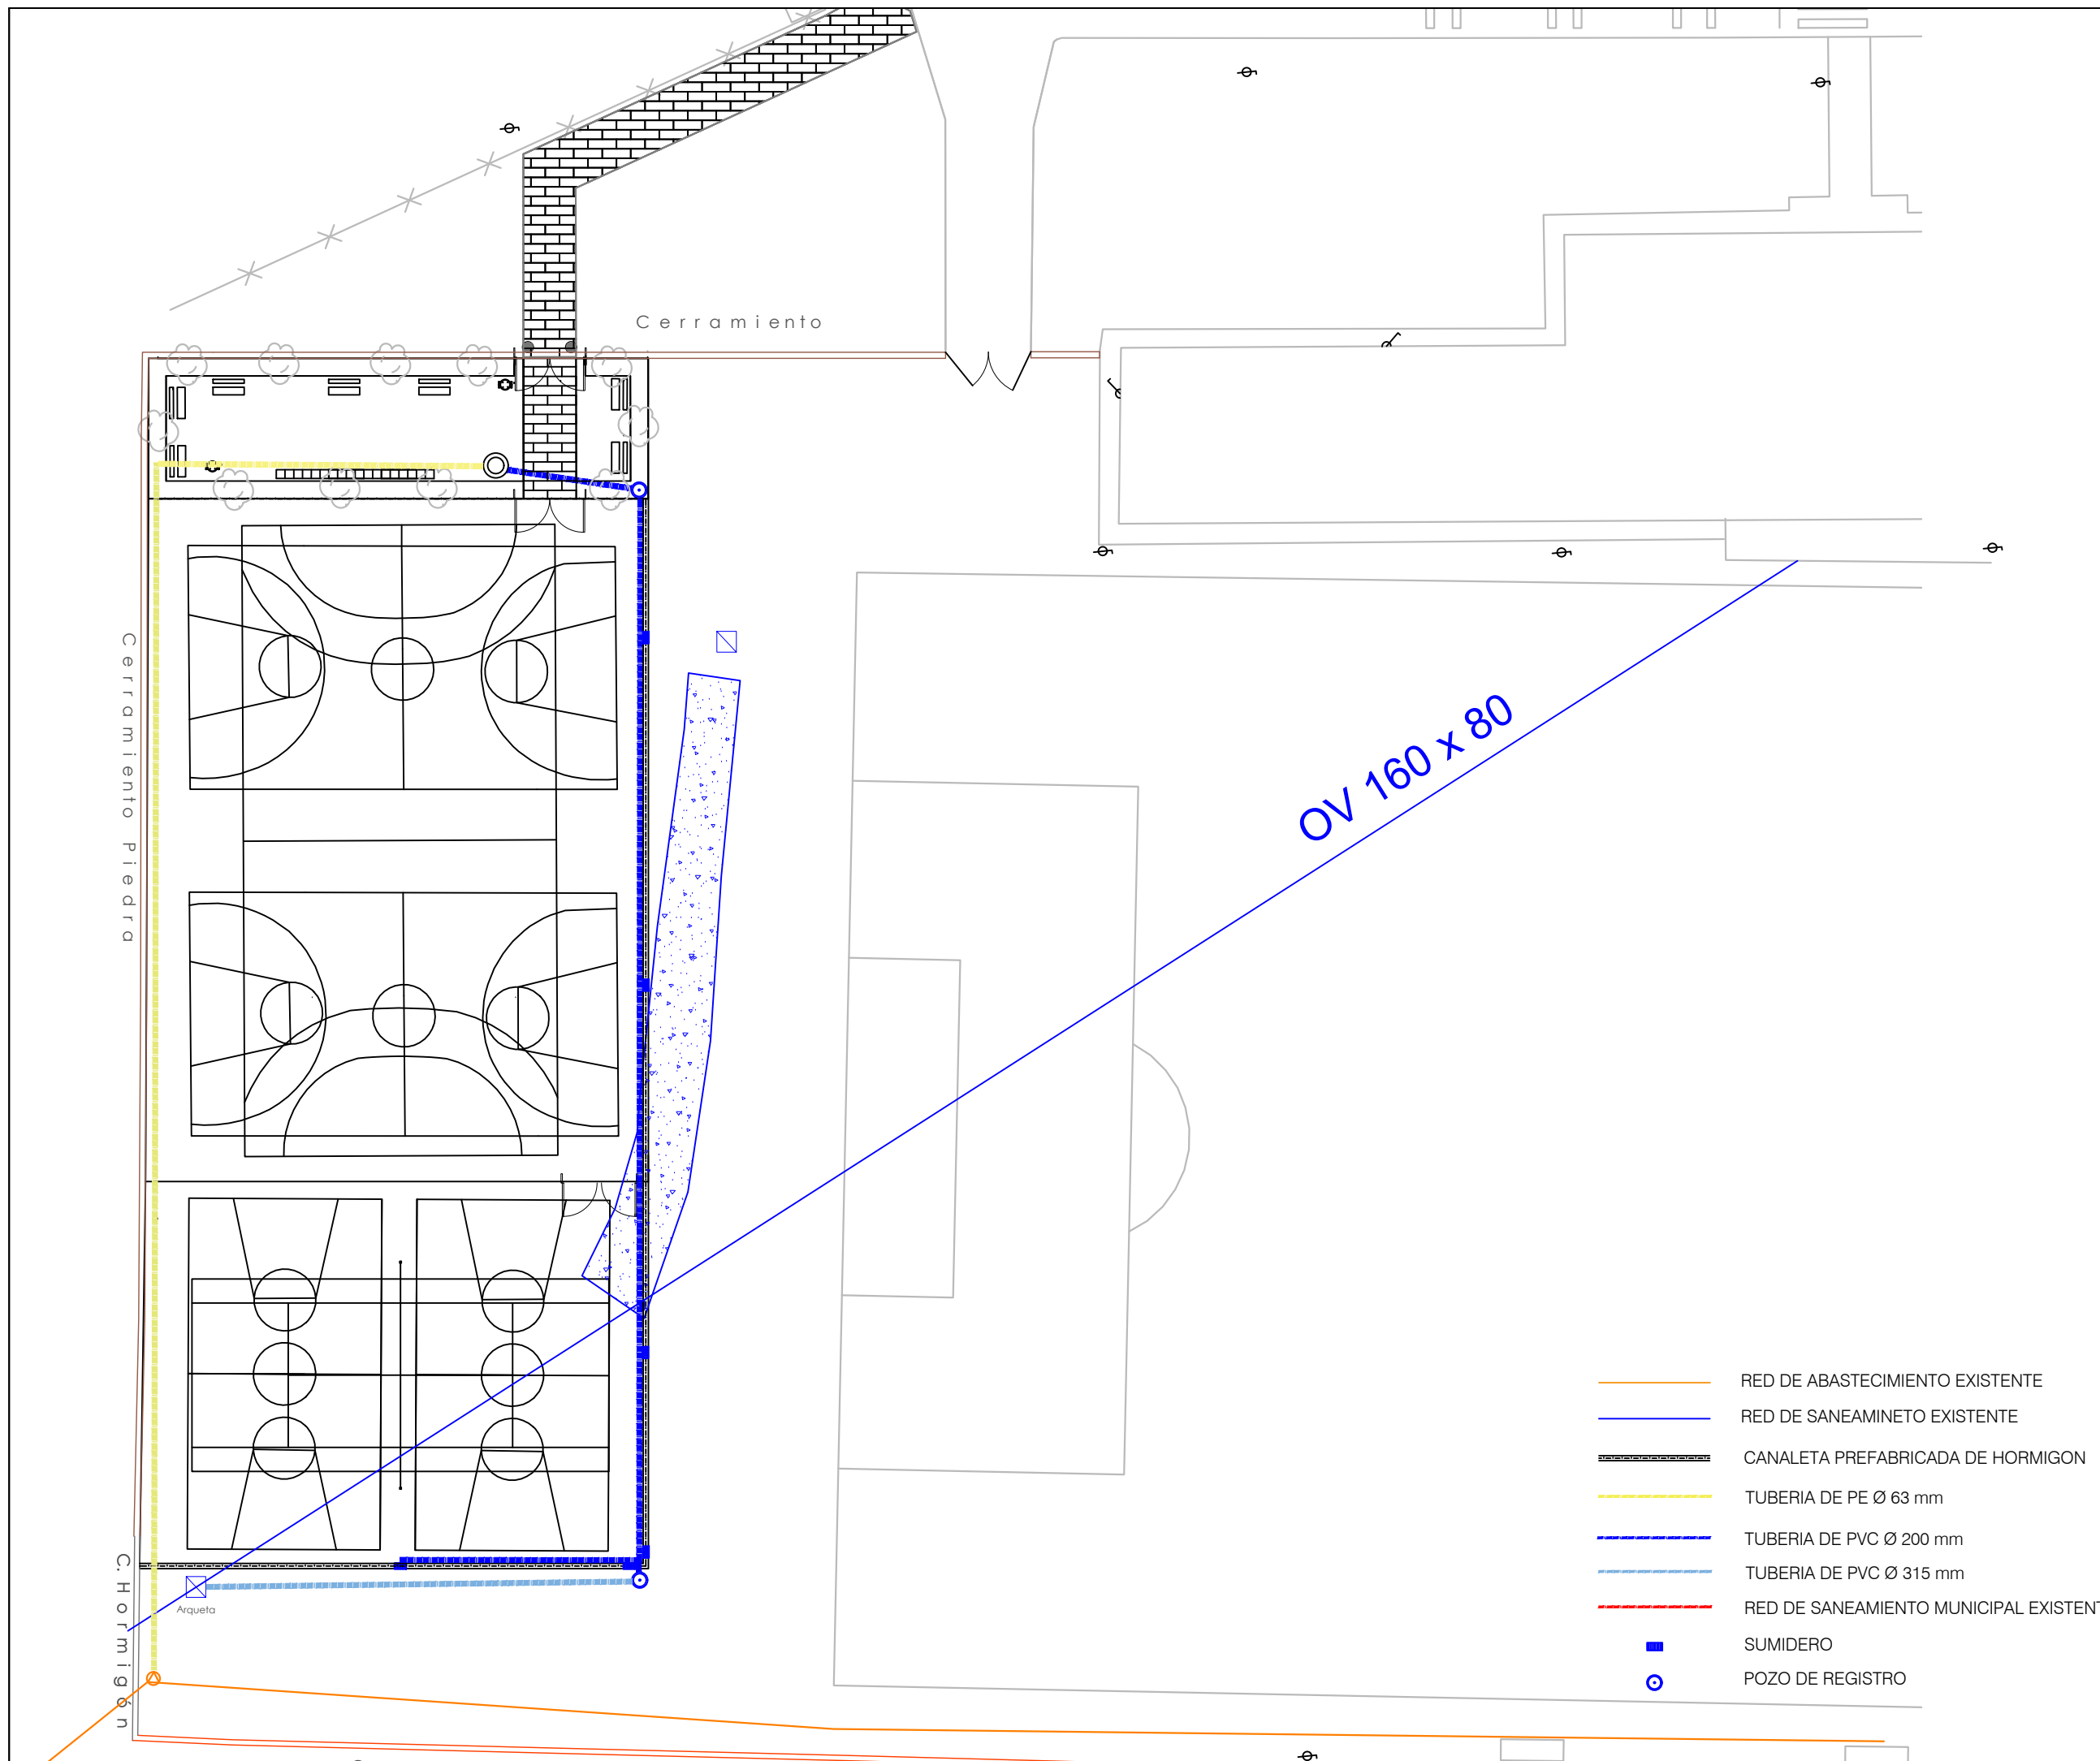 Cerramiento
Cerramiento Piedra
OV 160 x 80
RED DE ABASTECIMIENTO EXISTENTE
RED DE SANEAMINETO EXISTENTE
CANALETA PREFABRICADA DE HORMIGON
TUBERIA DE PE Ø 63 mm
TUBERIA DE PVC Ø 200 mm
TUBERIA DE PVC Ø 315 mm
RED DE SANEAMIENTO MUNICIPAL EXISTENT
SUMIDERO
POZO DE REGISTRO
C. Hormigón
Arqueta